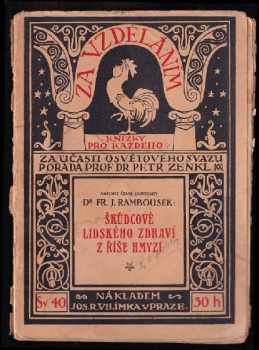 ZA VZDĚLÁNÍM
KNÍŽKY
PRO KAŽDÉHO
ZA ÚČASTI OSVĚTOVÉHO SVAZU
POŘÁDÁ PROF. DR. PETR ZENKL
DR. FR. J. RAMBOUSEK:
ŠKŮDCOVÉ
LIDSKÉHO ZDRAVÍ
Z ŘÍŠE HMYZÍ
Sv. 40.
NÁKLADEM
JOS. R. VILÍMKA V PRAZE.
50 h